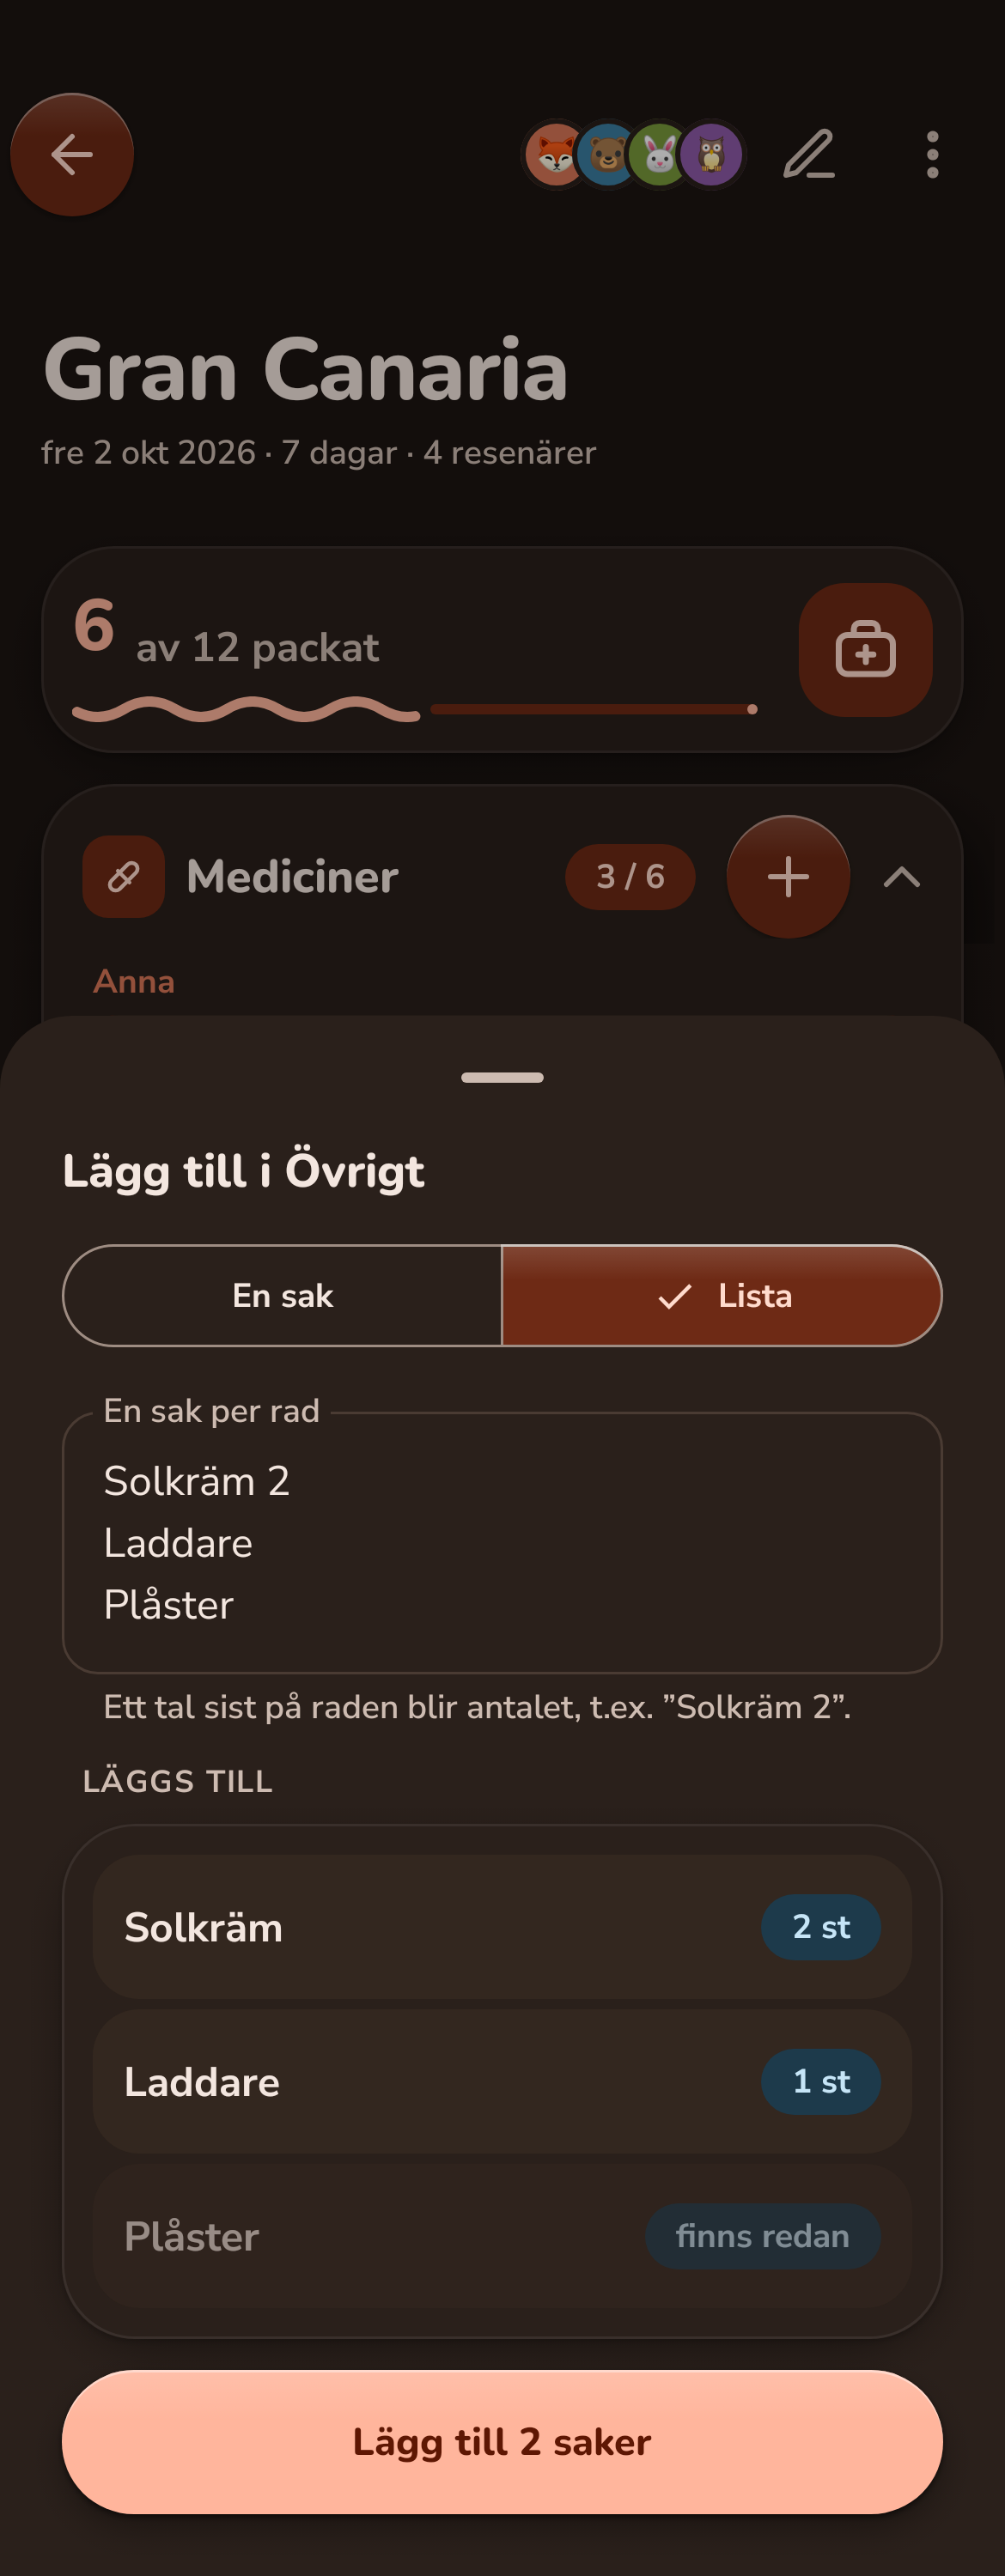 Gran Canaria
fre 2 okt 2026 · 7 dagar · 4 resenärer
6 av 12 packat
Mediciner 3 / 6
Anna
Lägg till i Övrigt
En sak Lista
En sak per rad
Solkräm 2
Laddare
Plåster
Ett tal sist på raden blir antalet, t.ex. ”Solkräm 2”.
LÄGGS TILL
Solkräm 2 st
Laddare 1 st
Plåster finns redan
Lägg till 2 saker